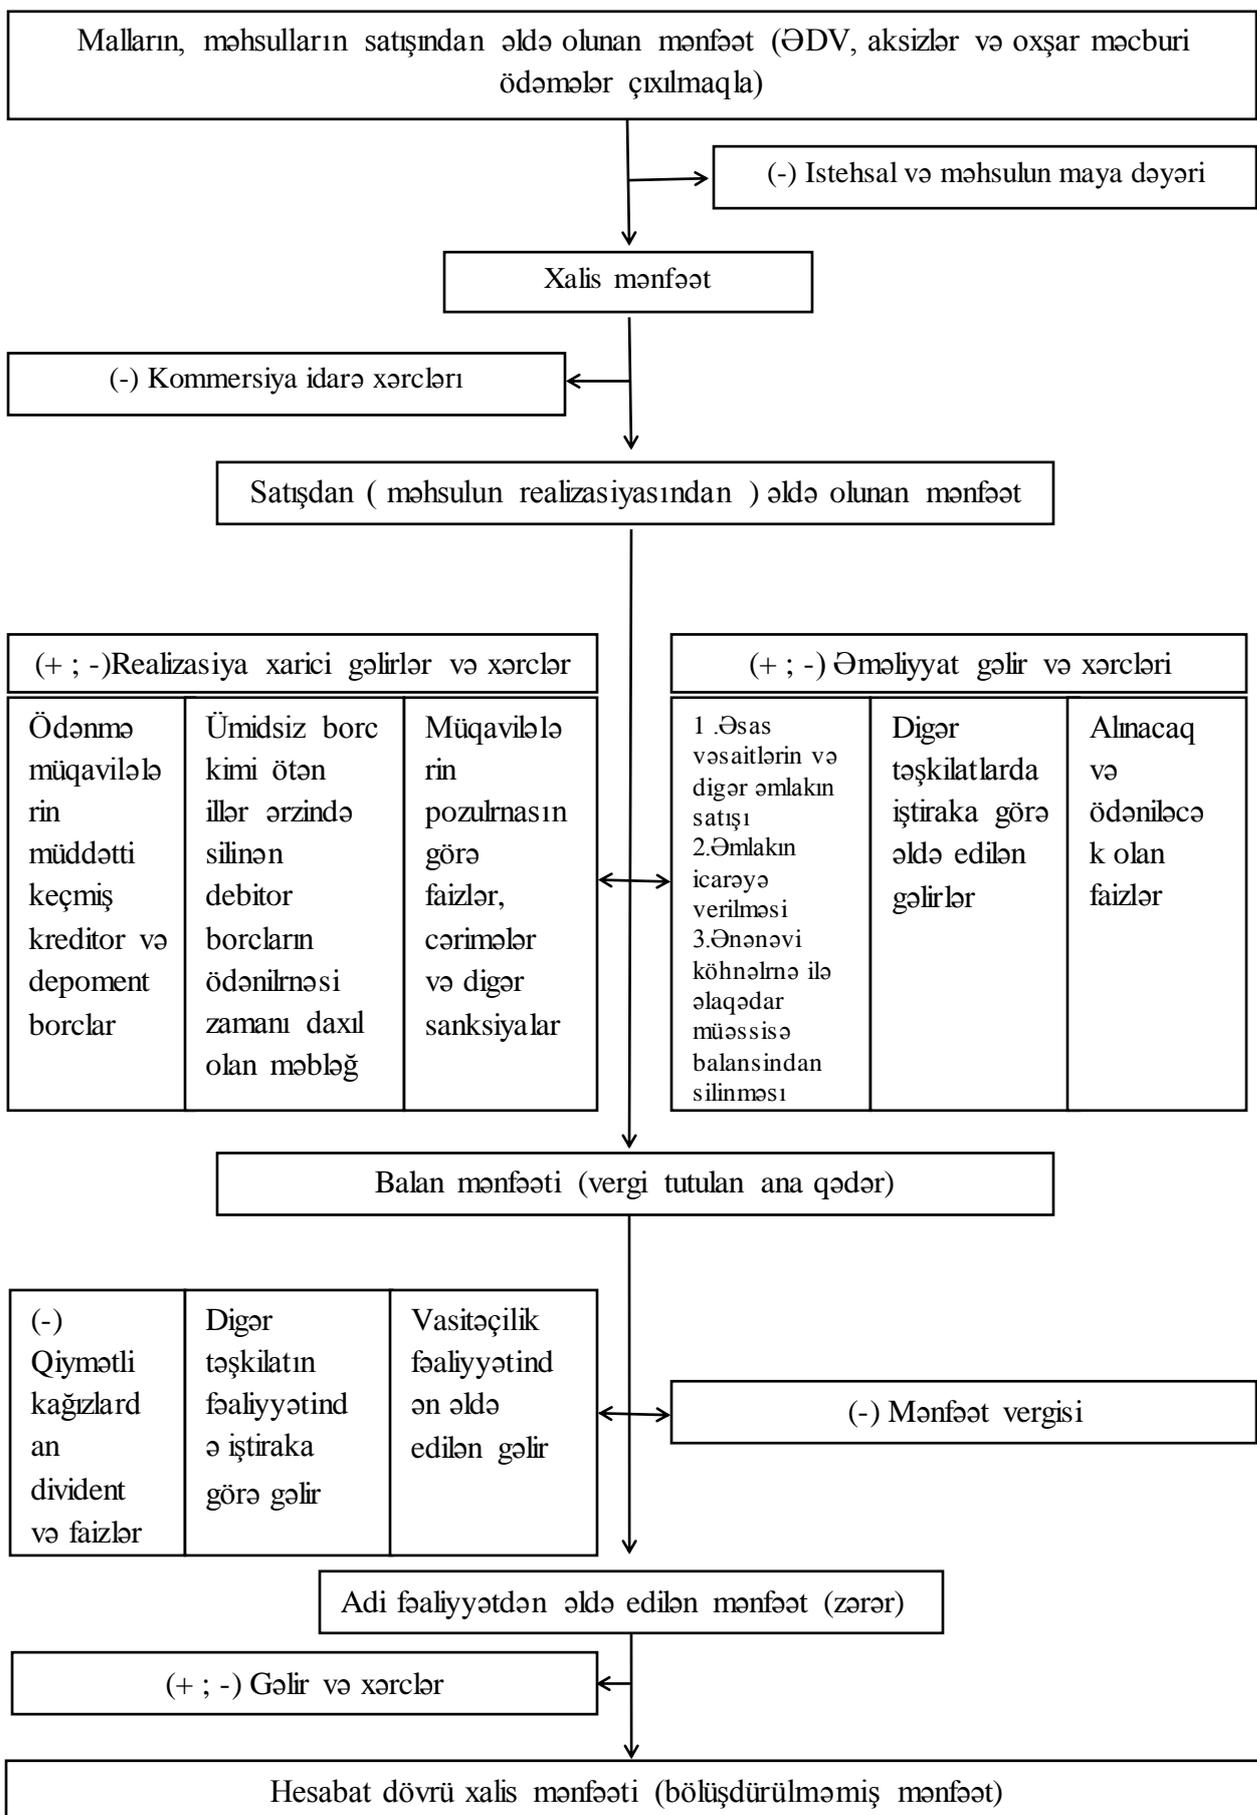 Malların, məhsulların satışından əldə olunan mənfəət (ƏDV, aksizlər və oxşar məcburi
ödəmələr çıxılmaqla)
(-) Istehsal və məhsulun maya dəyəri
Xalis mənfəət
(-) Kommersiya idarə xərclərı
Satışdan ( məhsulun realizasiyasından ) əldə olunan mənfəət
(+ ; -)Realizasiya xarici gəlirlər və xərclər
Ödənmə
müqavilələ
rin
müddətti
keçmiş
kreditor və
depoment
borclar
Ümidsiz borc
kimi ötən
illər ərzində
silinən
debitor
borcların
ödənilrnəsi
zamanı daxıl
olan məbləğ
Müqavilələ
rin
pozulrnasın
görə
faizlər,
cərimələr
və digər
sanksiyalar
(+ ; -) Əməliyyat gəlir və xərcləri
1 .Əsas
vəsaitlərin və
digər əmlakın
satışı
2.Əmlakın
icarəyə
verilməsi
3.Ənənəvi
köhnəlrnə ilə
əlaqədar
müəssisə
balansindan
silinməsı
Digər
təşkilatlarda
iştiraka görə
əldə edilən
gəlirlər
Alınacaq
və
ödəniləcə
k olan
faizlər
Balan mənfəəti (vergi tutulan ana qədər)
(-)
Qiymətli
kağızlard
an
divident
və faizlər
Digər
təşkilatın
fəaliyyətind
ə iştiraka
görə gəlir
Vasitəçilik
fəaliyyətind
ən əldə
edilən gəlir
(-) Mənfəət vergisi
Adi fəaliyyətdən əldə edilən mənfəət (zərər)
(+ ; -) Gəlir və xərclər
Hesabat dövrü xalis mənfəəti (bölüşdürülməmiş mənfəət)